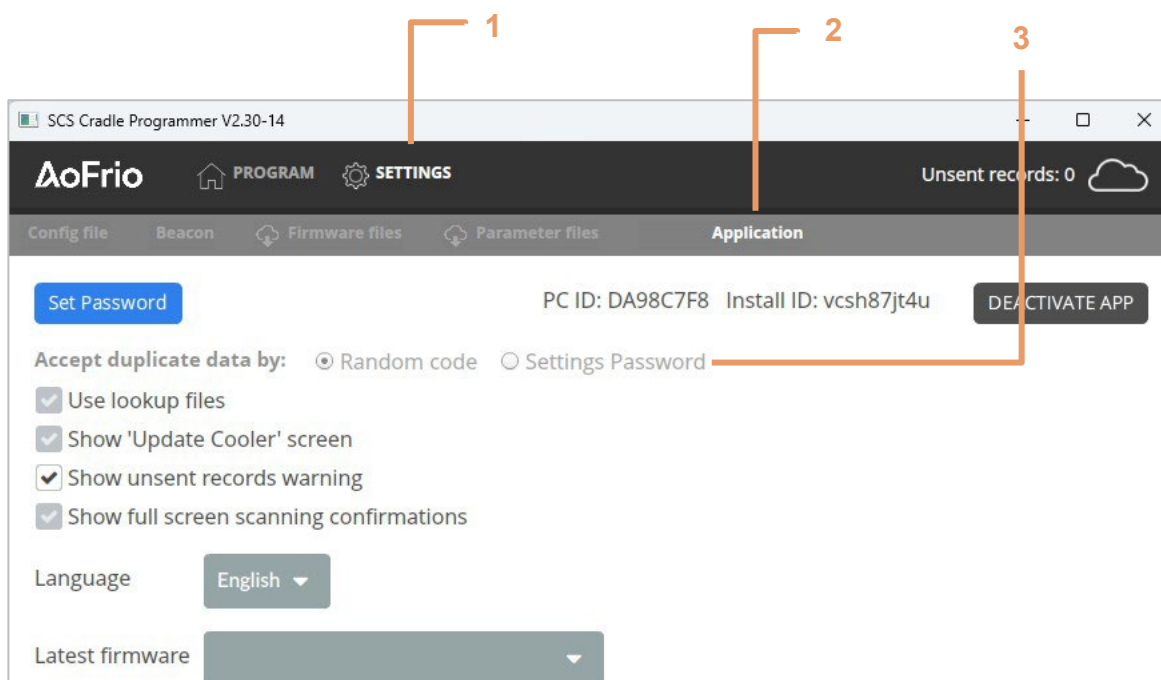 1 2 3
SCS Cradle Programmer V2.30-14
AoFrio PROGRAM SETTINGS Unsent records: 0
Config file Beacon Firmware files Parameter files Application
Set Password PC ID: DA98C7F8 Install ID: vcsh87jt4u DEACTIVATE APP
Accept duplicate data by: Random code Settings Password
Use lookup files
Show 'Update Cooler' screen
Show unsent records warning
Show full screen scanning confirmations
Language English
Latest firmware